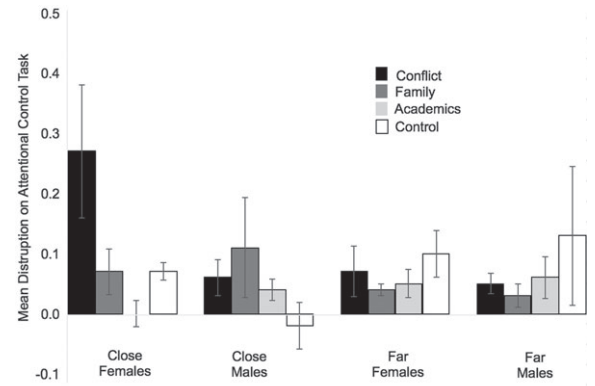 Mean Distruption on Attentional Control Task
0.5
0.4
0.3
0.2
0.1
0.0
-0.1
Conflict
Family
Academics
Control
Close
Females
Close
Males
Far
Females
Far
Males